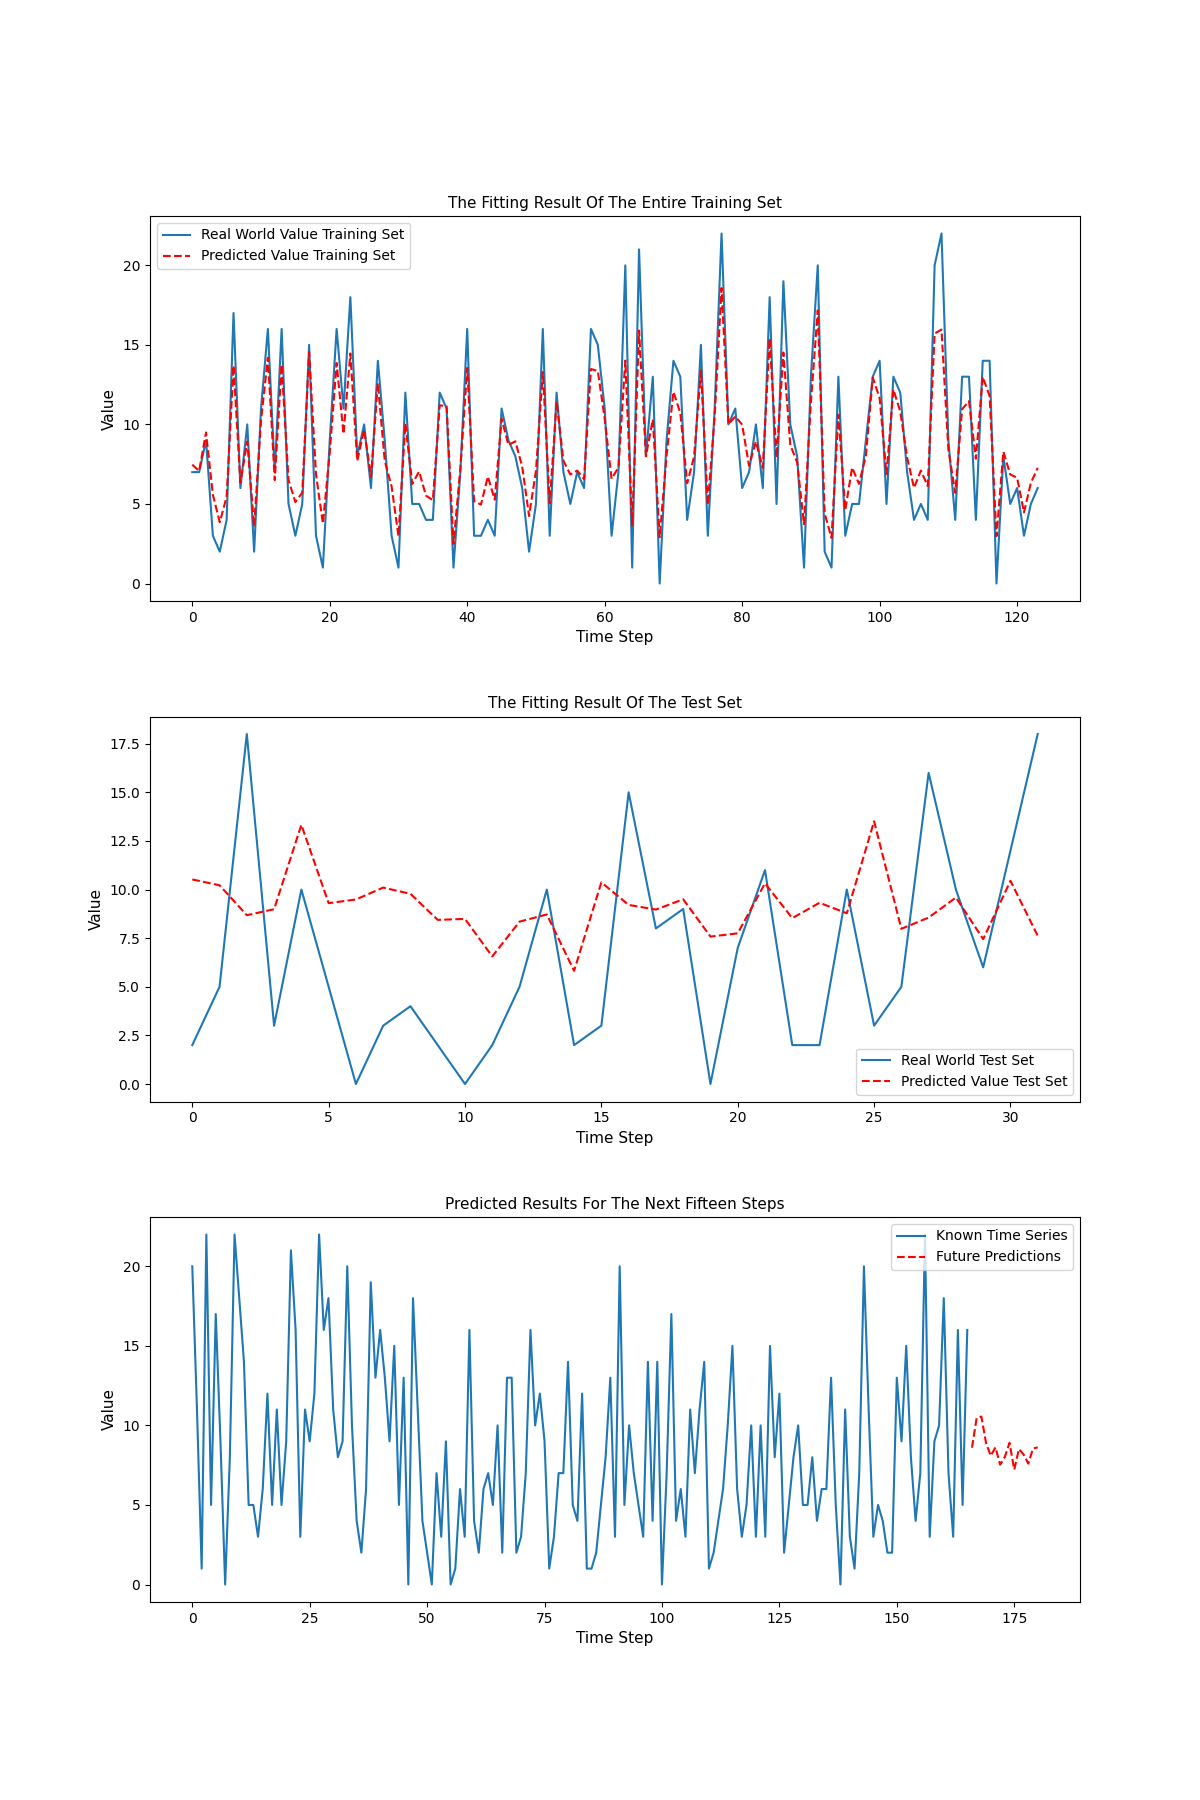 The Fitting Result Of The Entire Training Set
Real World Value Training Set
Predicted Value Training Set
Value
20
15
10
5
0
0 20 40 60 80 100 120
Time Step
The Fitting Result Of The Test Set
Value
17.5
15.0
12.5
10.0
7.5
5.0
2.5
0.0
Real World Test Set
Predicted Value Test Set
0 5 10 15 20 25 30
Time Step
Predicted Results For The Next Fifteen Steps
Known Time Series
Future Predictions
Value
20
15
10
5
0
0 25 50 75 100 125 150 175
Time Step